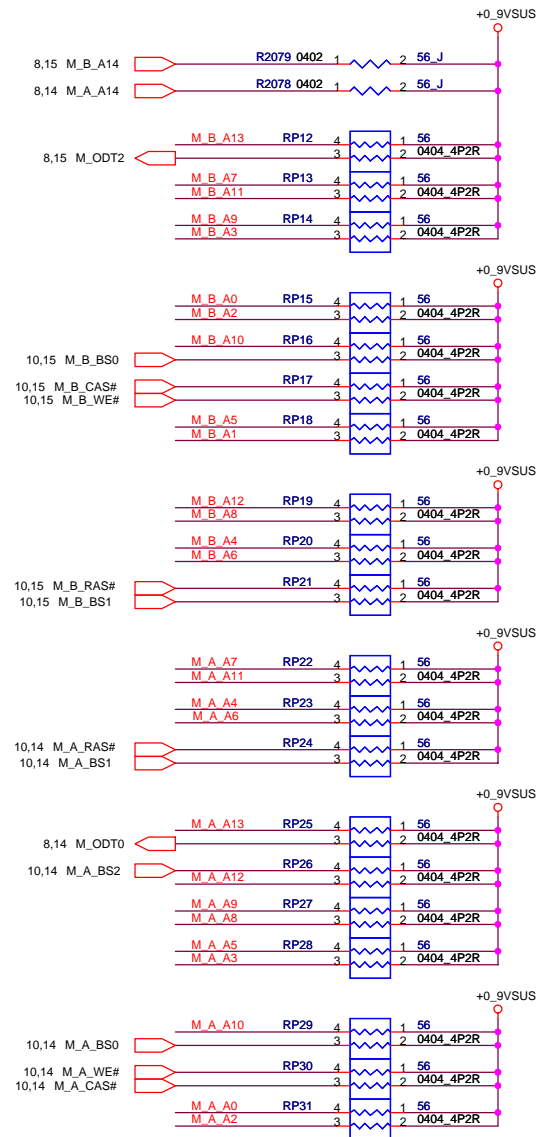 +0_9VSUS
8,15 M_B_A14 R2079 0402 1 2 56_J
8,14 M_A_A14 R2078 0402 1 2 56_J
M_B_A13 RP12 4 1 56
8,15 M_ODT2 3 2 0404_4P2R
M_B_A7 RP13 4 1 56
M_B_A11 3 2 0404_4P2R
M_B_A9 RP14 4 1 56
M_B_A3 3 2 0404_4P2R
+0_9VSUS
M_B_A0 RP15 4 1 56
M_B_A2 3 2 0404_4P2R
M_B_A10 RP16 4 1 56
10,15 M_B_BS0 3 2 0404_4P2R
10,15 M_B_CAS# RP17 4 1 56
10,15 M_B_WE# 3 2 0404_4P2R
M_B_A5 RP18 4 1 56
M_B_A1 3 2 0404_4P2R
+0_9VSUS
M_B_A12 RP19 4 1 56
M_B_A8 3 2 0404_4P2R
M_B_A4 RP20 4 1 56
M_B_A6 3 2 0404_4P2R
10,15 M_B_RAS# RP21 4 1 56
10,15 M_B_BS1 3 2 0404_4P2R
+0_9VSUS
M_A_A7 RP22 4 1 56
M_A_A11 3 2 0404_4P2R
M_A_A4 RP23 4 1 56
M_A_A6 3 2 0404_4P2R
10,14 M_A_RAS# RP24 4 1 56
10,14 M_A_BS1 3 2 0404_4P2R
+0_9VSUS
M_A_A13 RP25 4 1 56
8,14 M_ODT0 3 2 0404_4P2R
10,14 M_A_BS2 RP26 4 1 56
M_A_A12 3 2 0404_4P2R
M_A_A9 RP27 4 1 56
M_A_A8 3 2 0404_4P2R
M_A_A5 RP28 4 1 56
M_A_A3 3 2 0404_4P2R
+0_9VSUS
M_A_A10 RP29 4 1 56
10,14 M_A_BS0 3 2 0404_4P2R
10,14 M_A_WE# RP30 4 1 56
10,14 M_A_CAS# 3 2 0404_4P2R
M_A_A0 RP31 4 1 56
M_A_A2 3 2 0404_4P2R